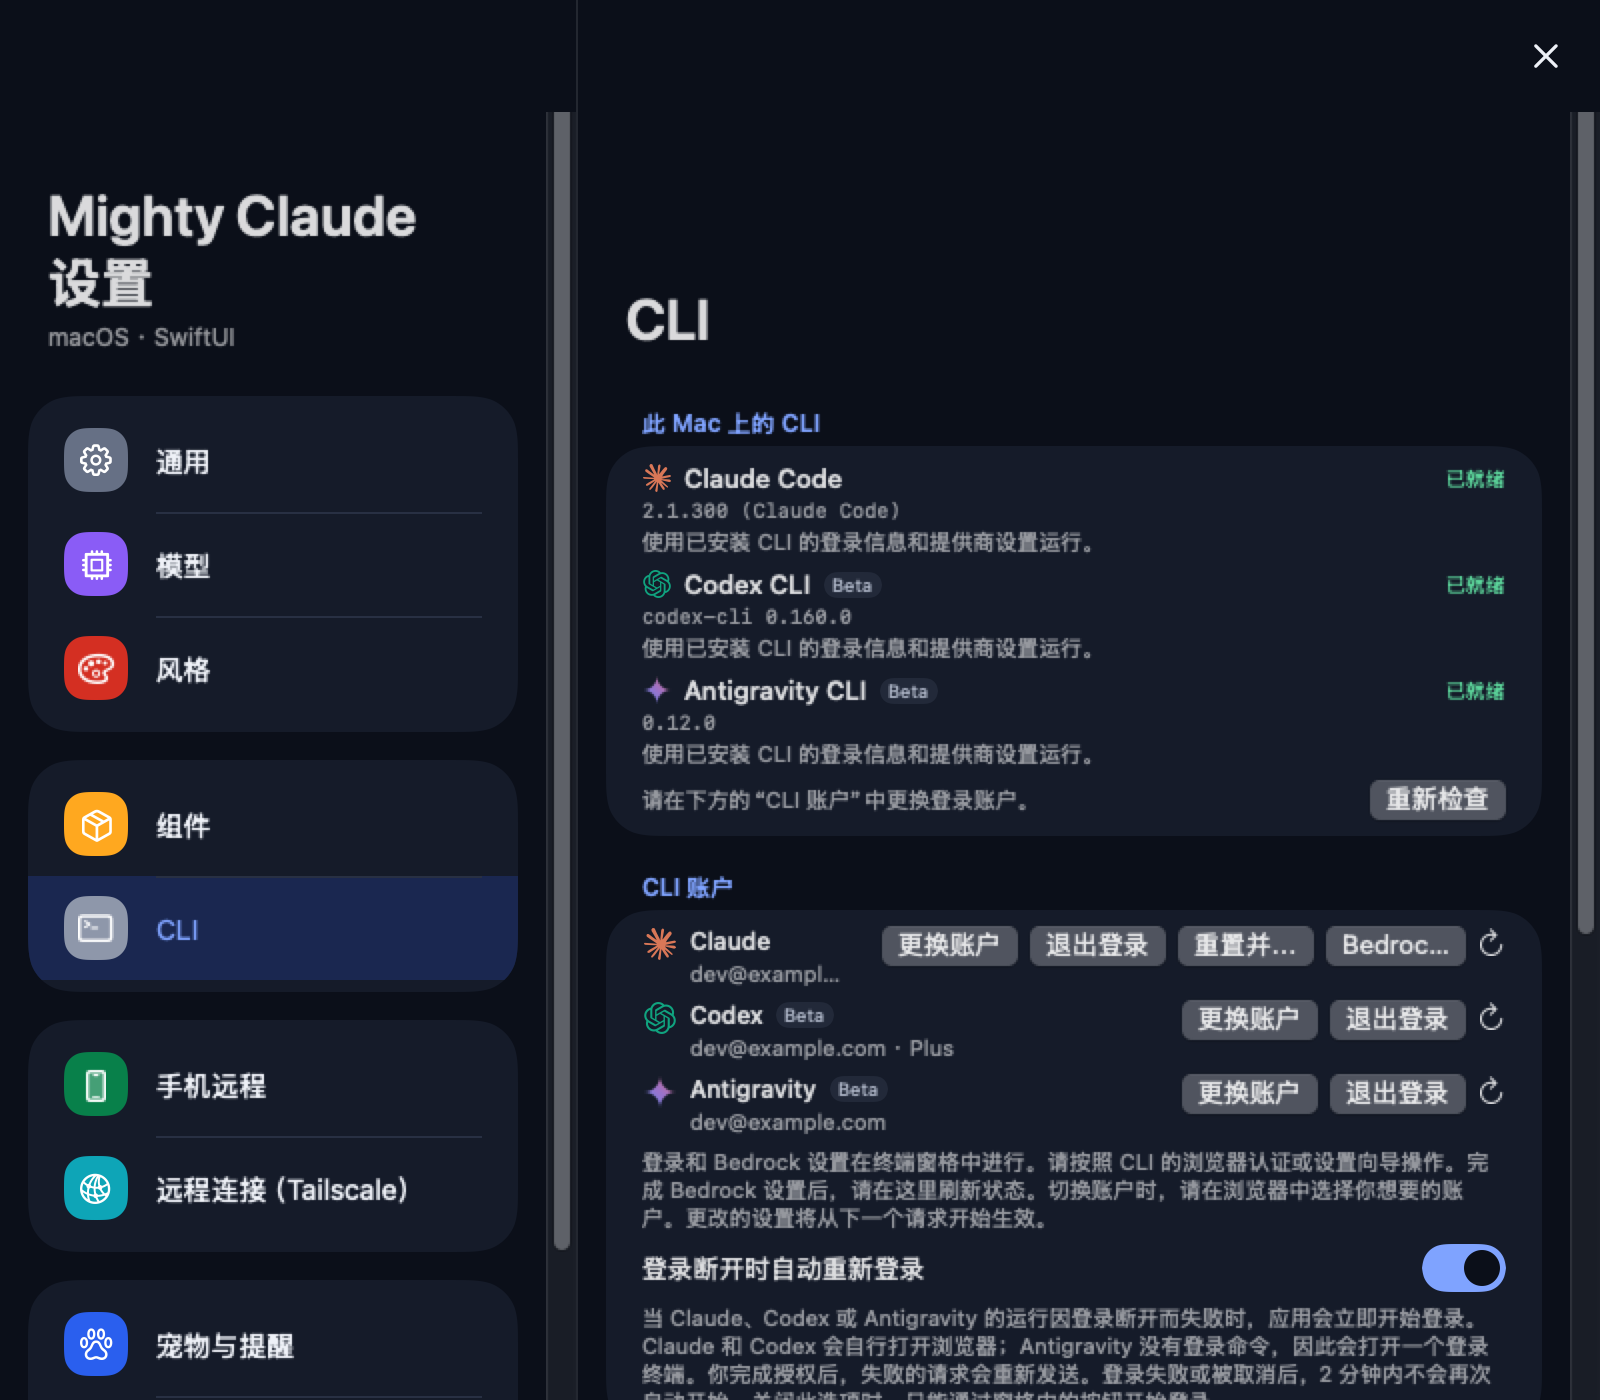 Mighty Claude
设置
macOS · SwiftUI
通用
模型
风格
组件
CLI
手机远程
远程连接 (Tailscale)
宠物与提醒
CLI
此 Mac 上的 CLI
Claude Code
已就绪
2.1.300 (Claude Code)
使用已安装 CLI 的登录信息和提供商设置运行。
Codex CLI Beta
已就绪
codex-cli 0.160.0
使用已安装 CLI 的登录信息和提供商设置运行。
Antigravity CLI Beta
已就绪
0.12.0
使用已安装 CLI 的登录信息和提供商设置运行。
请在下方的 “CLI 账户” 中更换登录账户。
重新检查
CLI 账户
Claude
更换账户 退出登录 重置并... Bedroc...
dev@exampl...
Codex Beta
更换账户 退出登录
dev@example.com · Plus
Antigravity Beta
更换账户 退出登录
dev@example.com
登录和 Bedrock 设置在终端窗格中进行。请按照 CLI 的浏览器认证或设置向导操作。完
成 Bedrock 设置后，请在这里刷新状态。切换账户时，请在浏览器中选择你想要的账
户。更改的设置将从下一个请求开始生效。
登录断开时自动重新登录
当 Claude、Codex 或 Antigravity 的运行因登录断开而失败时，应用会立即开始登录。
Claude 和 Codex 会自行打开浏览器；Antigravity 没有登录命令，因此会打开一个登录
终端。你完成授权后，失败的请求会重新发送。登录失败或被取消后，2 分钟内不会再次